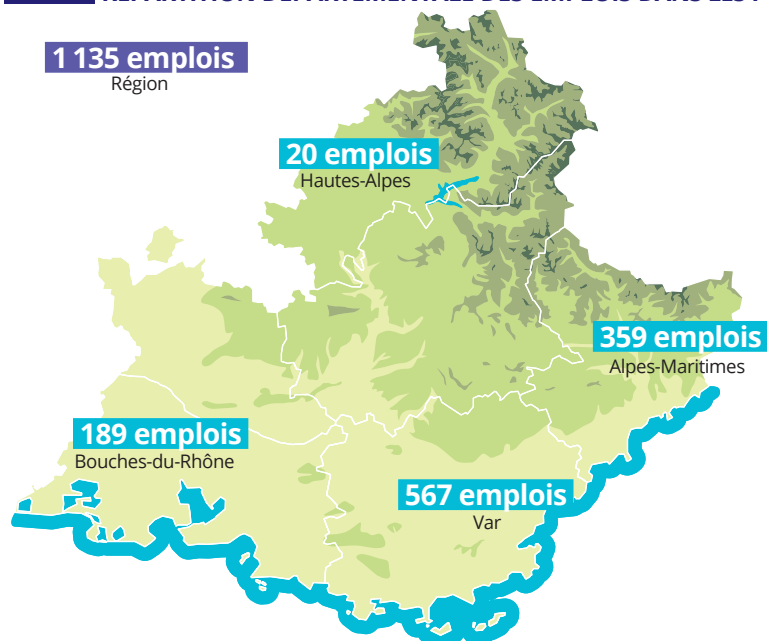 1 135 emplois
Région
20 emplois
Hautes-Alpes
359 emplois
Alpes-Maritimes
189 emplois
Bouches-du-Rhône
567 emplois
Var